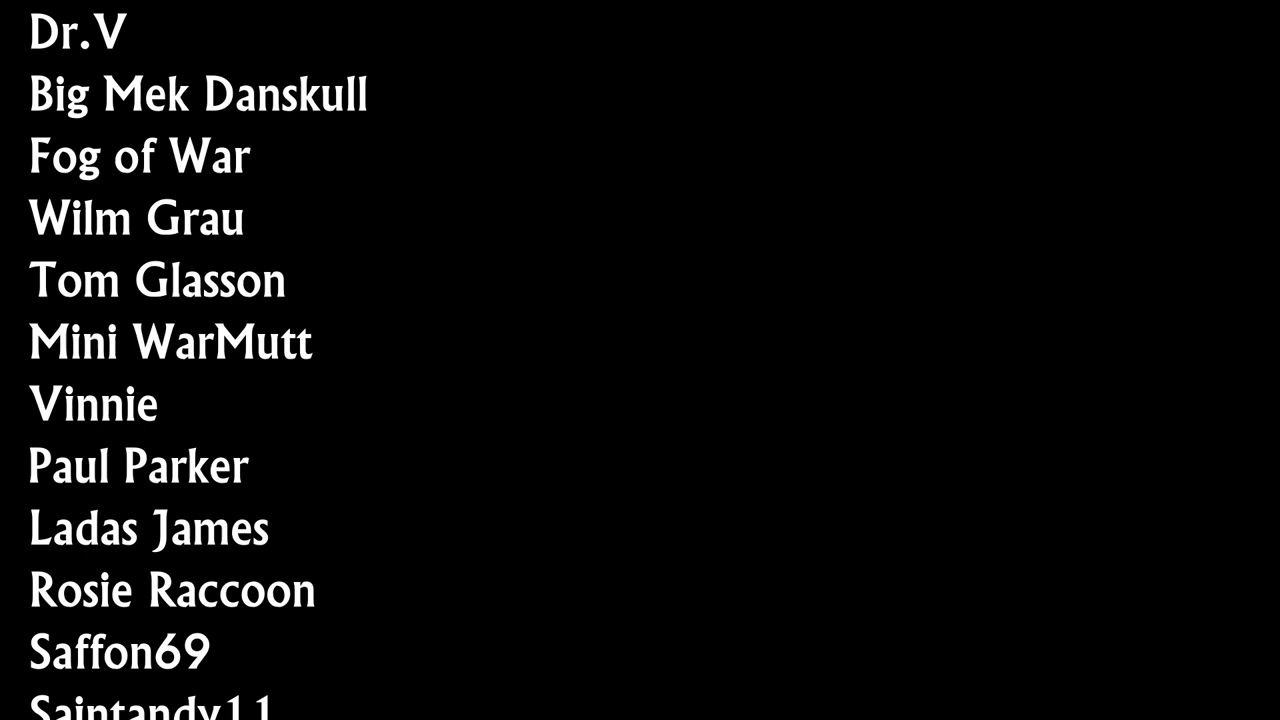 Dr.V
Big Mek Danskull
Fog of War
Wilm Grau
Tom Glasson
Mini WarMutt
Vinnie
Paul Parker
Ladas James
Rosie Raccoon
Saffon69
Saintandy11